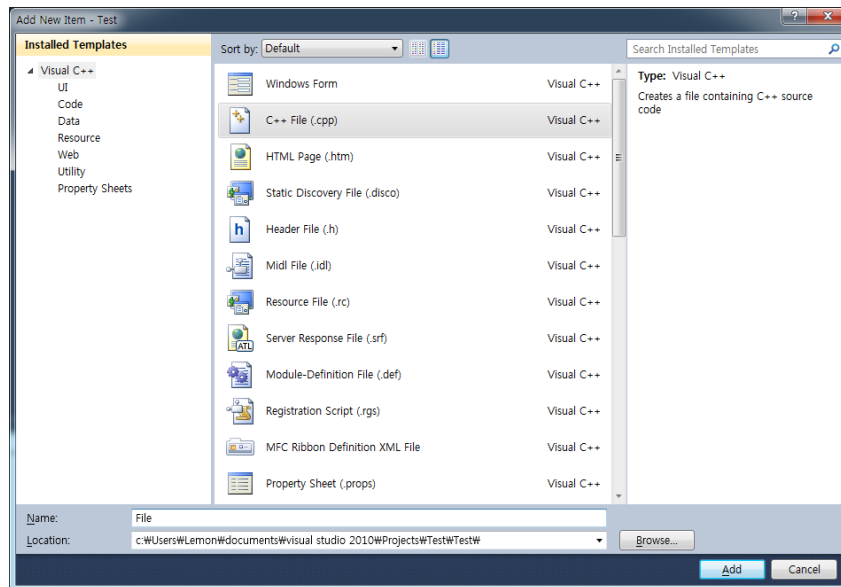 Add New Item - Test
Installed Templates
Visual C++
UI
Code
Data
Resource
Web
Utility
Property Sheets
Sort by: Default
Windows Form Visual C++
C++ File (.cpp) Visual C++
HTML Page (.htm) Visual C++
Static Discovery File (.disco) Visual C++
h Header File (.h) Visual C++
Midl File (.idl) Visual C++
Resource File (.rc) Visual C++
ATL Server Response File (.srf) Visual C++
Module-Definition File (.def) Visual C++
Registration Script (.rgs) Visual C++
MFC Ribbon Definition XML File Visual C++
Property Sheet (.props) Visual C++
Search Installed Templates
Type: Visual C++
Creates a file containing C++ source
code
Name: File
Location: c:₩Users₩Lemon₩documents₩visual studio 2010₩Projects₩Test₩Test₩
Browse...
Add Cancel